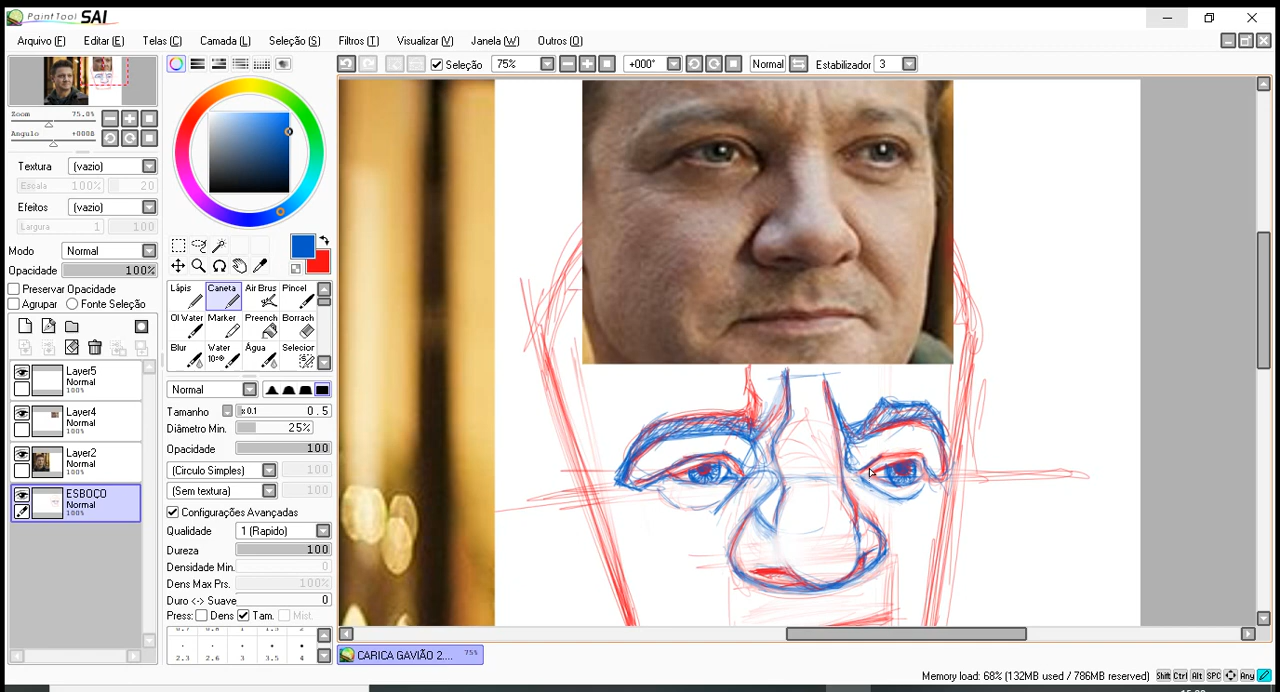 PaintTool SAI
Arquivo (F) Editar (E) Telas (C) Camada (L) Seleção (S) Filtros (T) Visualizar (V) Janela (W) Outros (O)
Seleção 75% +000° Normal Estabilizador 3
Zoom 75.0%
Angulo +000B
Textura (vazio)
Escala 100% 20
Efeitos (vazio)
Largura 1 100
Modo Normal
Opacidade 100%
Preservar Opacidade
Agrupar Fonte Seleção
Layer5
Normal
100%
Layer4
Normal
100%
Layer2
Normal
100%
ESBOÇO
Normal
100%
Lápis Caneta Air Brus Pincel
Ol Water Marker Preench Borrach
Blur Water 10% Água Selecior
Normal
Tamanho x 0.1 0.5
Diâmetro Min. 25%
Opacidade 100
(Circulo Simples) 100
(Sem textura) 100
Configurações Avançadas
Qualidade 1 (Rapido)
Dureza 100
Densidade Min. 0
Dens Max Prs. 100%
Duro <-> Suave 0
Press: Dens Tam. Mist.
2.3 2.6 3 3.5 4
CARICA GAVIÃO 2.... 75%
Memory load: 68% (132MB used / 786MB reserved) Shift Ctrl Alt SPC Any